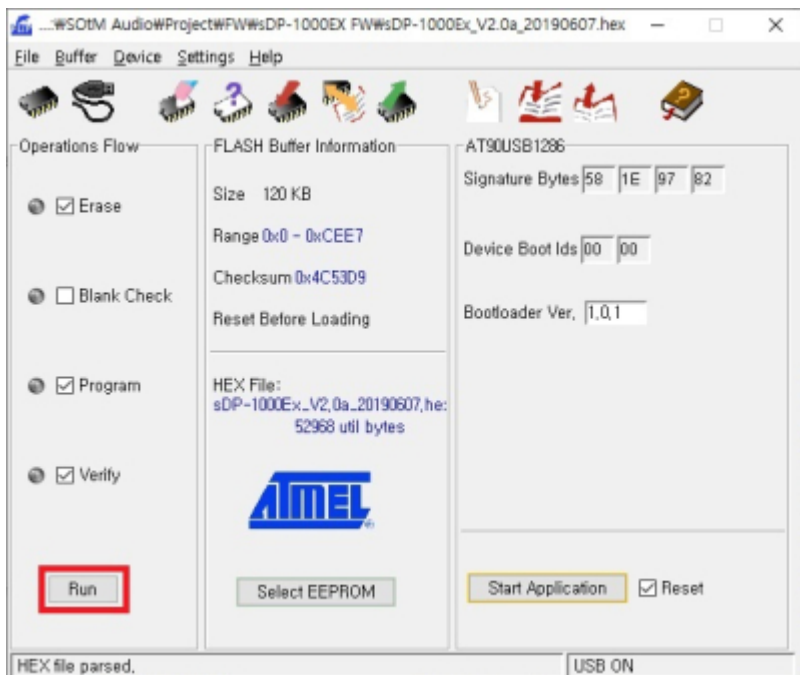 ...₩SOtM Audio₩Project₩FW₩sDP-1000EX FW₩sDP-1000Ex_V2.0a_20190607.hex
File Buffer Device Settings Help
Operations Flow
Erase
Blank Check
Program
Verify
Run
FLASH Buffer Information
Size 120 KB
Range 0x0 - 0xCEE7
Checksum 0x4C53D9
Reset Before Loading
HEX File:
sDP-1000Ex_V2,0a_20190607,he:
52968 util bytes
ATMEL
Select EEPROM
AT90USB1286
Signature Bytes 58 1E 97 82
Device Boot Ids 00 00
Bootloader Ver, 1,0,1
Start Application Reset
HEX file parsed,
USB ON